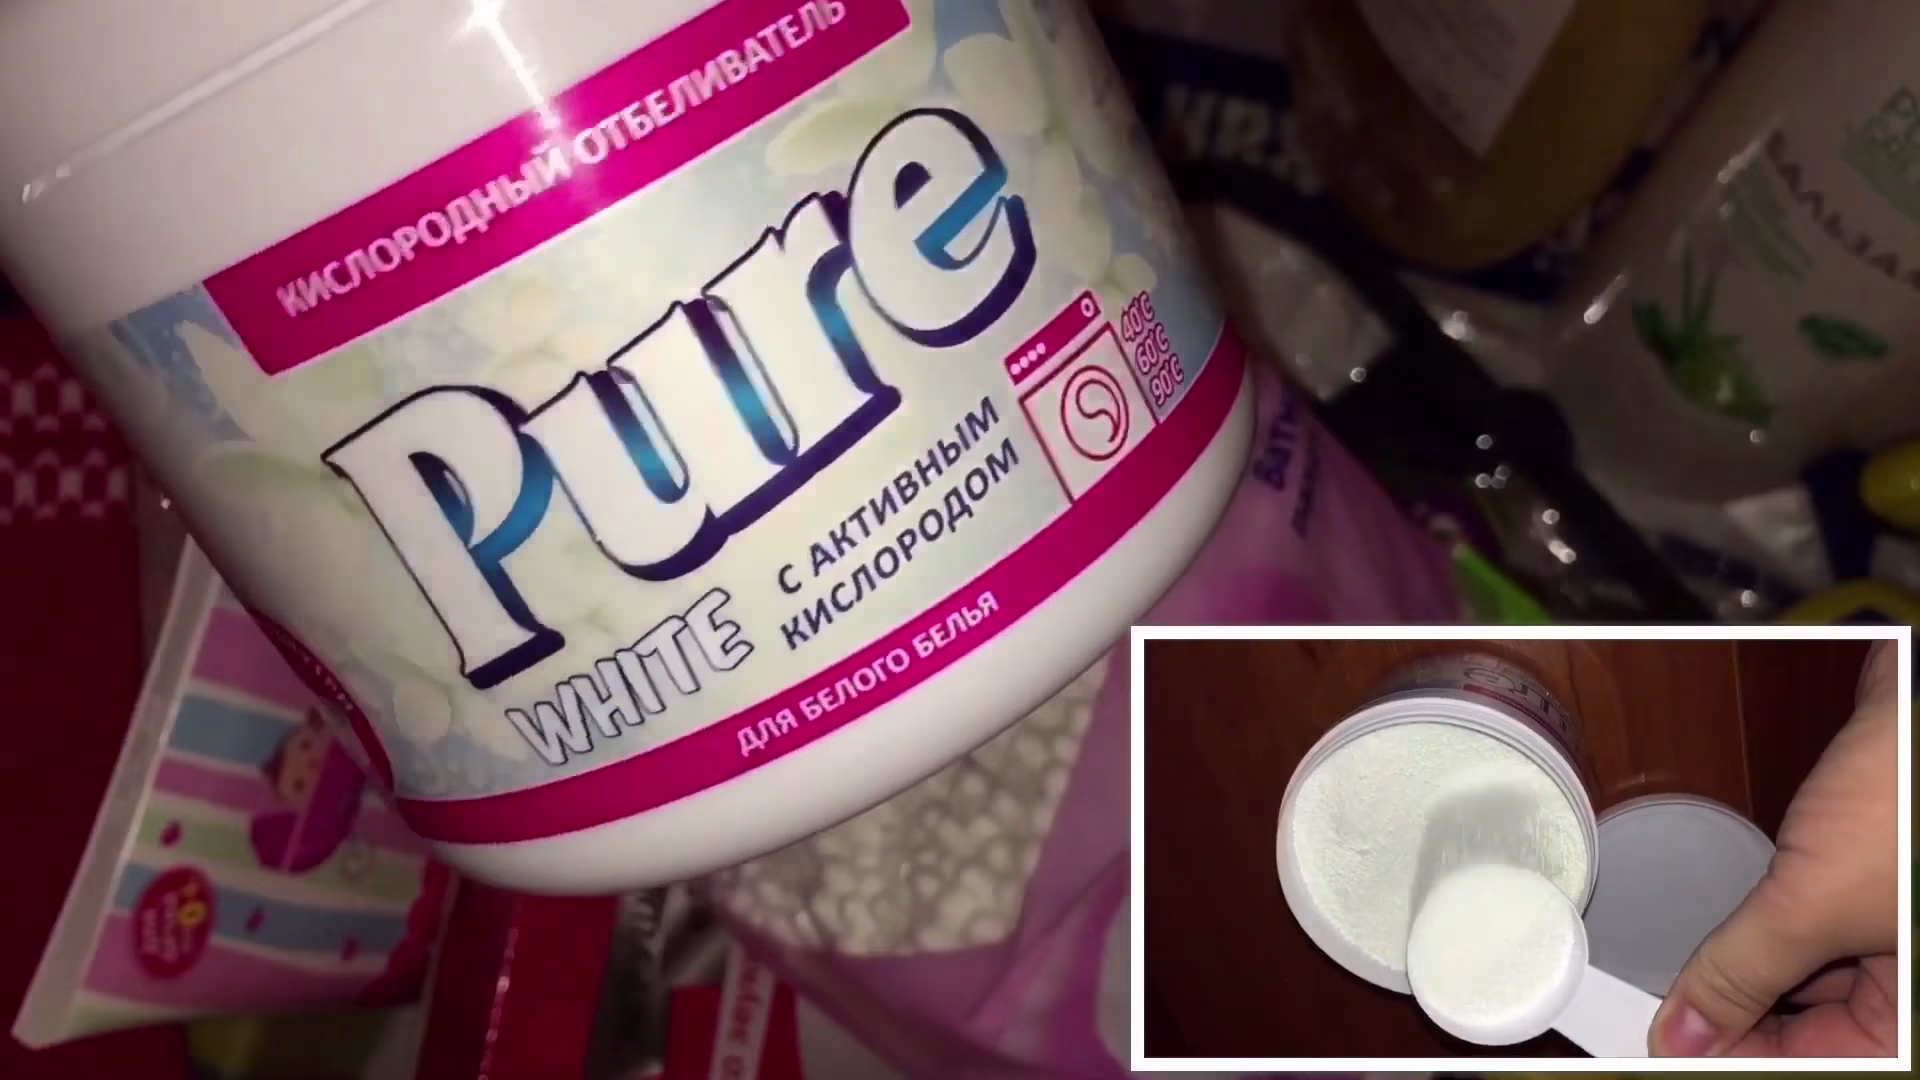 КИСЛОРОДНЫЙ ОТБЕЛИВАТЕЛЬ
Pure
WHITE
С АКТИВНЫМ
КИСЛОРОДОМ
40°C
60°C
90°C
ДЛЯ БЕЛОГО БЕЛЬЯ